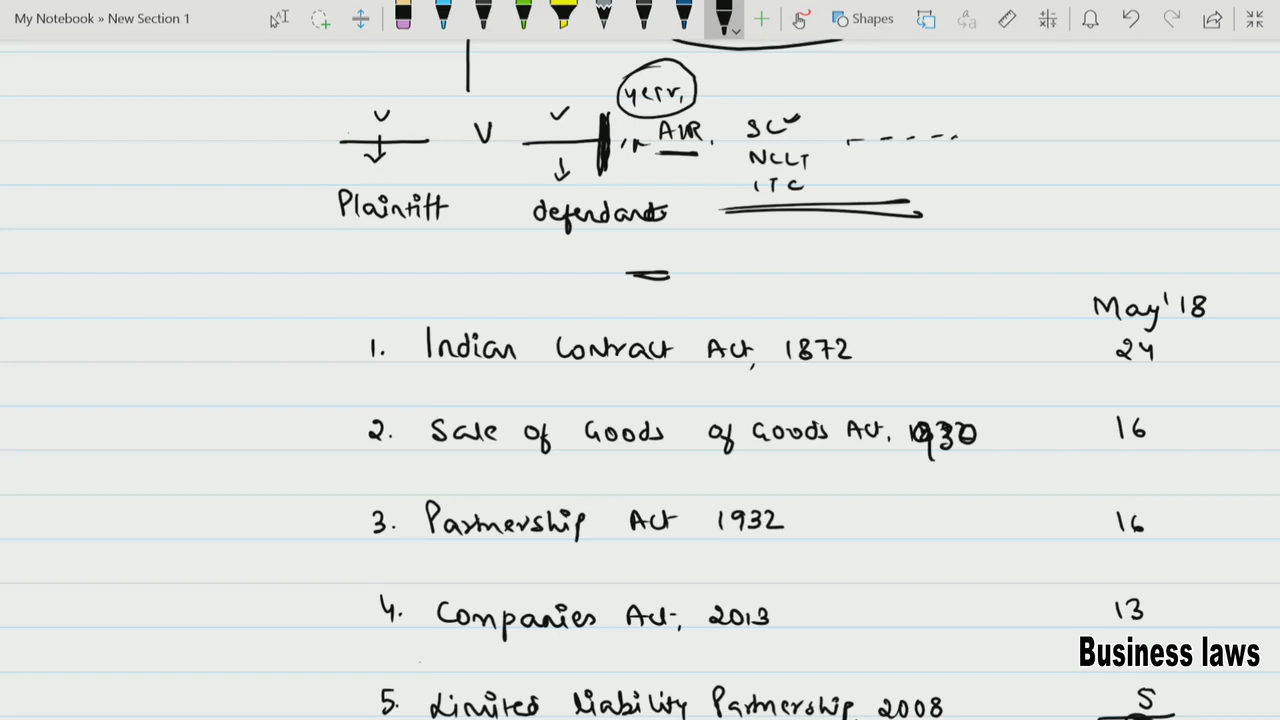 My Notebook » New Section 1
Shapes
year,
V
AIR. SC
NCLT
ITC
Plaintiff defendants
May'18
1. Indian Contract Act, 1872 24
2. Sale of Goods of Goods Act, 1930 16
3. Partnership Act 1932 16
4. Companies Act, 2013 13
Business laws
5. Limited liability Partnership, 2008 5